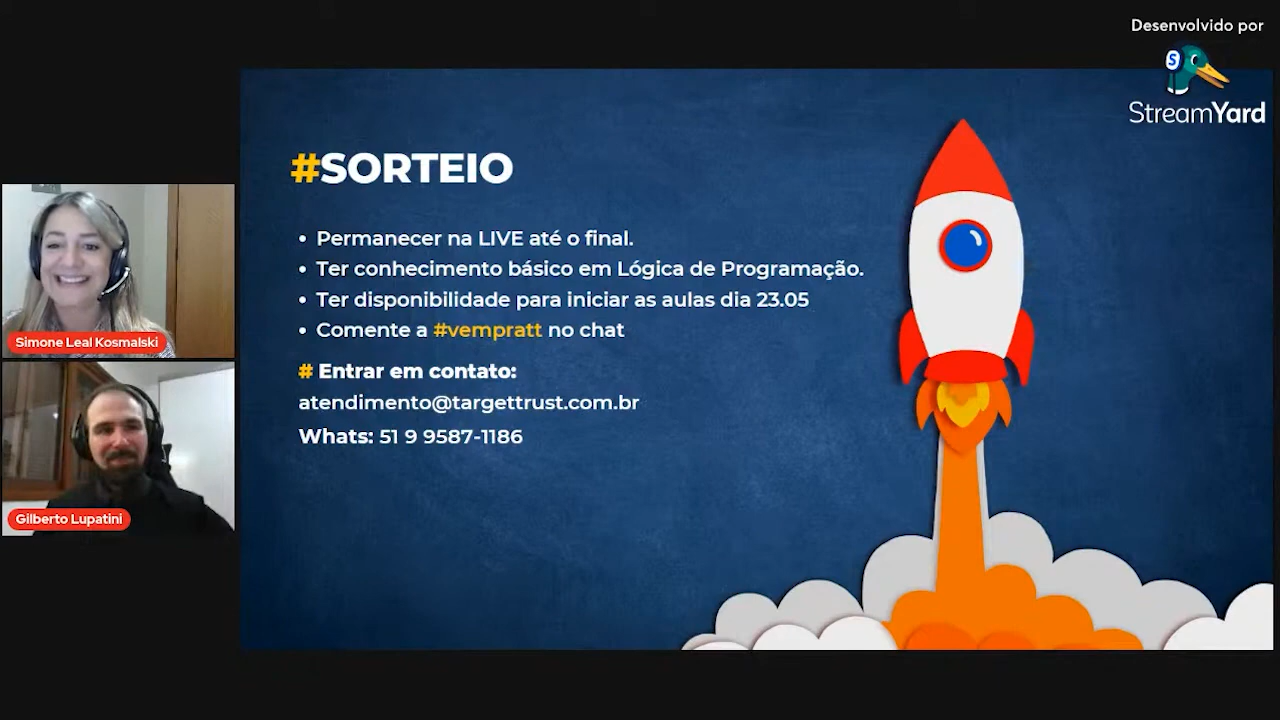 Desenvolvido por
StreamYard
#SORTEIO
• Permanecer na LIVE até o final.
• Ter conhecimento básico em Lógica de Programação.
• Ter disponibilidade para iniciar as aulas dia 23.05
• Comente a #vempratt no chat
# Entrar em contato:
atendimento@targettrust.com.br
Whats: 51 9 9587-1186
Simone Leal Kosmalski
Gilberto Lupatini